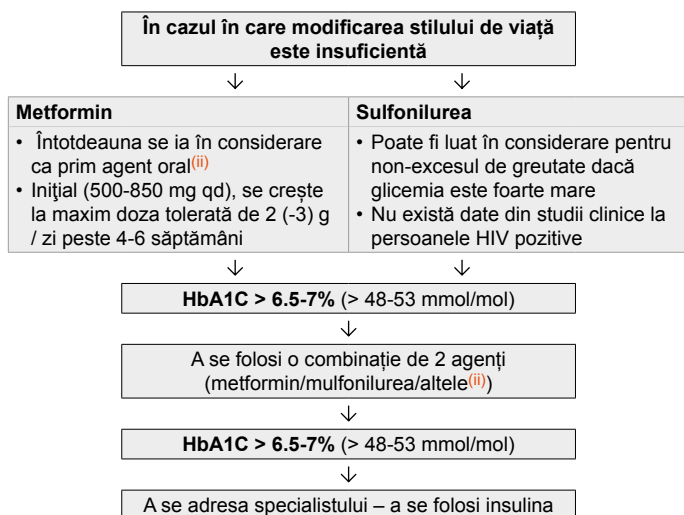 În cazul în care modificarea stilului de viață
este insuficientă
Metformin
• Întotdeauna se ia în considerare
ca prim agent oral(ii)
• Iniţial (500-850 mg qd), se crește
la maxim doza tolerată de 2 (-3) g
/ zi peste 4-6 săptămâni
Sulfonilurea
• Poate fi luat în considerare pentru
non-excesul de greutate dacă
glicemia este foarte mare
• Nu există date din studii clinice la
persoanele HIV pozitive
HbA1C > 6.5-7% (> 48-53 mmol/mol)
A se folosi o combinație de 2 agenți
(metformin/mulfonilurea/altele(ii))
HbA1C > 6.5-7% (> 48-53 mmol/mol)
A se adresa specialistului – a se folosi insulina